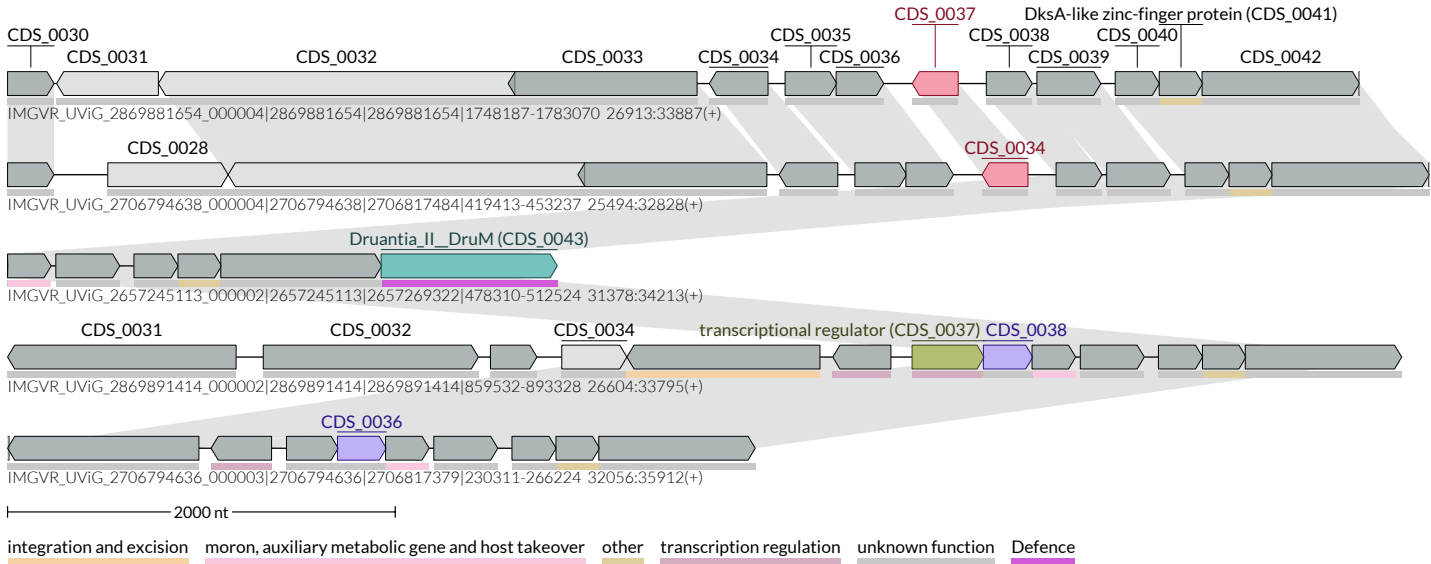 CDS_0037 DksA-like zinc-finger protein (CDS_0041)
CDS_0030 CDS_0035 CDS_0038 CDS_0040
CDS_0031 CDS_0032 CDS_0033 CDS_0034 CDS_0036 CDS_0039 CDS_0042
IMGVR_UViG_2869881654_000004|2869881654|2869881654|1748187-1783070 26913:33887(+)
CDS_0028 CDS_0034
IMGVR_UViG_2706794638_000004|2706794638|2706817484|419413-453237 25494:32828(+)
Druantia_II__DruM (CDS_0043)
IMGVR_UViG_2657245113_000002|2657245113|2657269322|478310-512524 31378:34213(+)
CDS_0031 CDS_0032 CDS_0034 transcriptional regulator (CDS_0037) CDS_0038
IMGVR_UViG_2869891414_000002|2869891414|2869891414|859532-893328 26604:33795(+)
CDS_0036
IMGVR_UViG_2706794636_000003|2706794636|2706817379|230311-266224 32056:35912(+)
2000 nt
integration and excision moron, auxiliary metabolic gene and host takeover other transcription regulation unknown function Defence